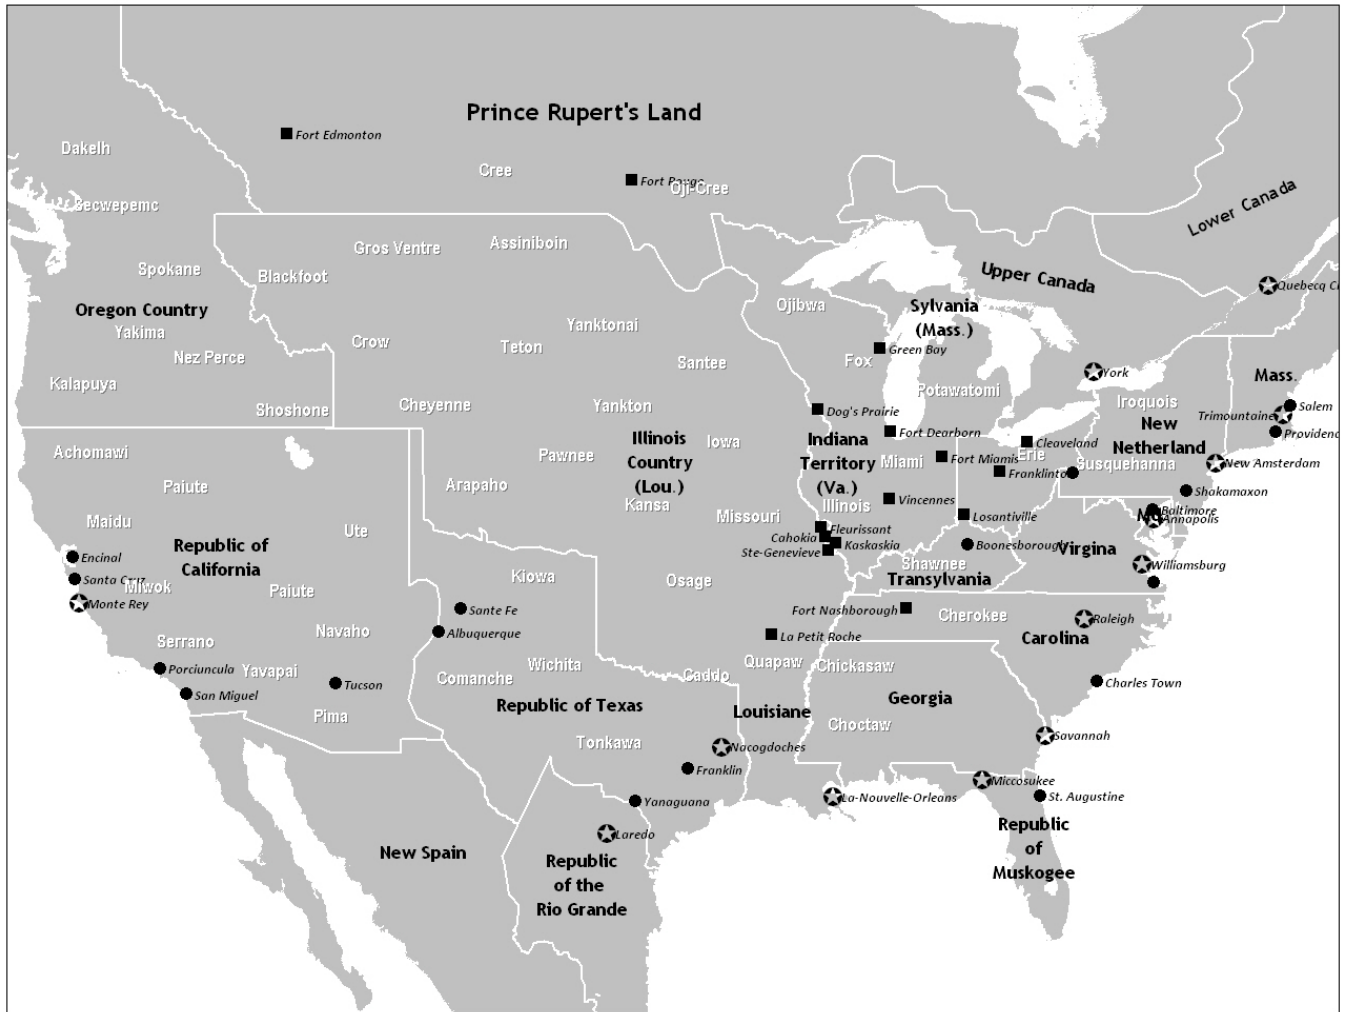 Prince Rupert's Land
Fort Edmonton
Dakelh
Cree
Fort Rouge
Oji-Cree
Secwepemc
Lower Canada
Gros Ventre
Assiniboin
Spokane
Blackfoot
Upper Canada
Quebecq
Oregon Country
Yakima
Nez Perce
Kalapuya
Shoshone
Crow
Teton
Yanktonai
Santee
Cheyenne
Yankton
Ojibwa
Sylvania
(Mass.)
Fox
Green Bay
Potawatomi
York
Iroquois
Mass.
Salem
Trimountaine
Providenc
New
Netherland
New Amsterdam
Dog's Prairie
Fort Dearborn
Cleaveland
Erie
Susquehanna
Achomawi
Paiute
Maidu
Ute
Pawnee
Arapaho
Illinois
Country
(Lou.)
Iowa
Kansa
Missouri
Indiana
Territory
(Va.)
Miami
Fort Miamis
Franklinto
Illinois
Vincennes
Shakamaxon
Baltimore
Annapolis
Losantiville
Fleurissant
Cahokia
Kaskaskia
Ste-Genevieve
Boonesborough
Virgina
Williamsburg
Republic of
California
Encinal
Santa Cruz
Miwok
Monte Rey
Paiute
Kiowa
Osage
Shawnee
Transylvania
Sante Fe
Albuquerque
Fort Nashborough
Cherokee
Raleigh
Carolina
Serrano
Navaho
Yavapai
Porciuncula
San Miguel
Tucson
Pima
Wichita
Comanche
Caddo
La Petit Roche
Quapaw
Chickasaw
Charles Town
Republic of Texas
Louisiane
Georgia
Choctaw
Tonkawa
Nacogdoches
Savannah
Franklin
Miccosukee
Yanaguana
La-Nouvelle-Orleans
St. Augustine
Laredo
New Spain
Republic
of the
Rio Grande
Republic
of
Muskogee